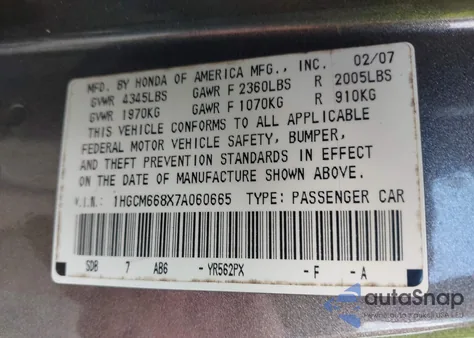 MFD. BY HONDA OF AMERICA MFG., INC. 02/07
GVWR 4345LBS GAWR F 2360LBS R 2005LBS
GVWR 1970KG GAWR F 1070KG R 910KG
THIS VEHICLE CONFORMS TO ALL APPLICABLE
FEDERAL MOTOR VEHICLE SAFETY, BUMPER,
AND THEFT PREVENTION STANDARDS IN EFFECT
ON THE DATE OF MANUFACTURE SHOWN ABOVE.
V.I.N.: 1HGCM668X7A060665 TYPE: PASSENGER CAR
SDB 7 AB6 -YR562PX -F -A
autoSnap